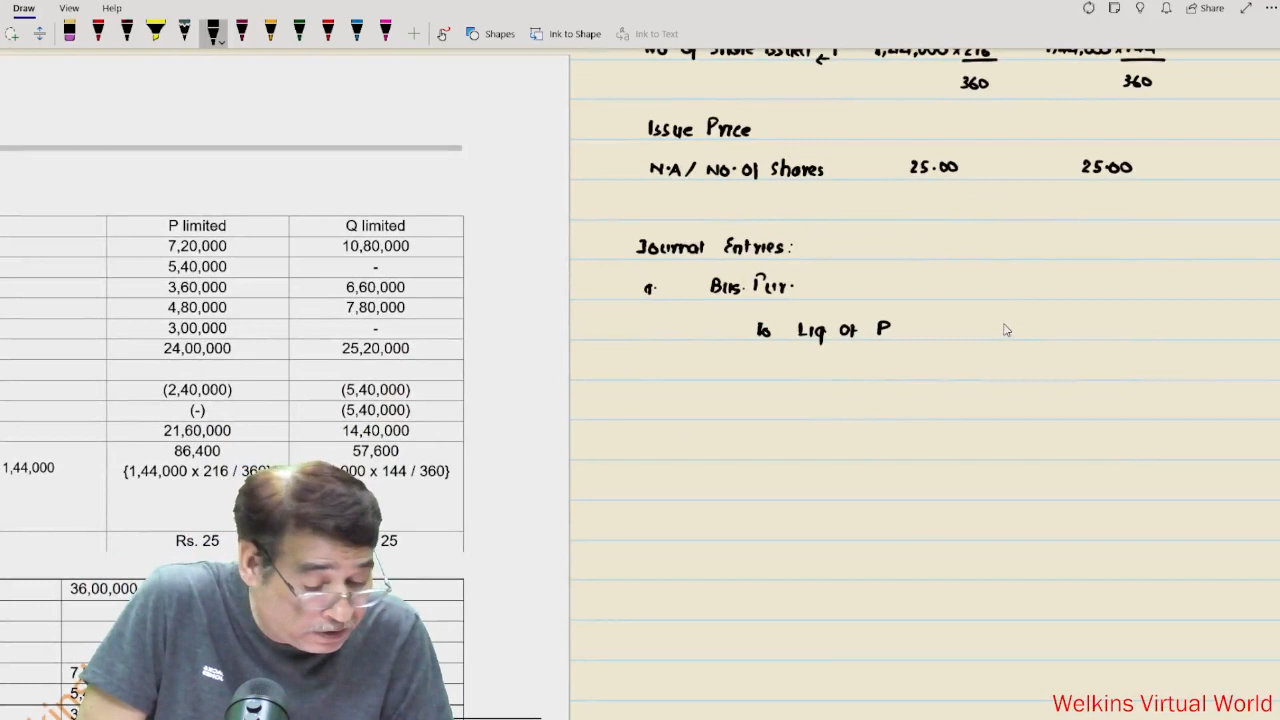 Draw View Help
Share
Shapes Ink to Shape Ink to Text
360 360
Issue Price
N.A/ No. Of Shares 25.00 25.00
Journal Entries:
a. Bus. Pur.
to Liq Of P
P limited Q limited
7,20,000 10,80,000
5,40,000 -
3,60,000 6,60,000
4,80,000 7,80,000
3,00,000 -
24,00,000 25,20,000
(2,40,000) (5,40,000)
(-) (5,40,000)
21,60,000 14,40,000
86,400 57,600
1,44,000 {1,44,000 x 216 / 360} 000 x 144 / 360}
Rs. 25 25
36,00,000
Welkins Virtual World